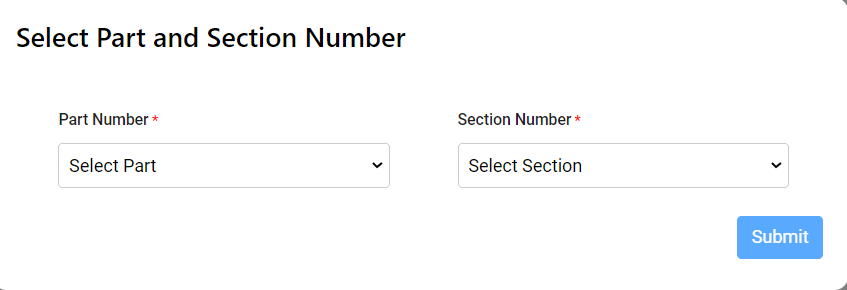 Select Part and Section Number
Part Number *
Section Number *
Select Part
Select Section
Submit